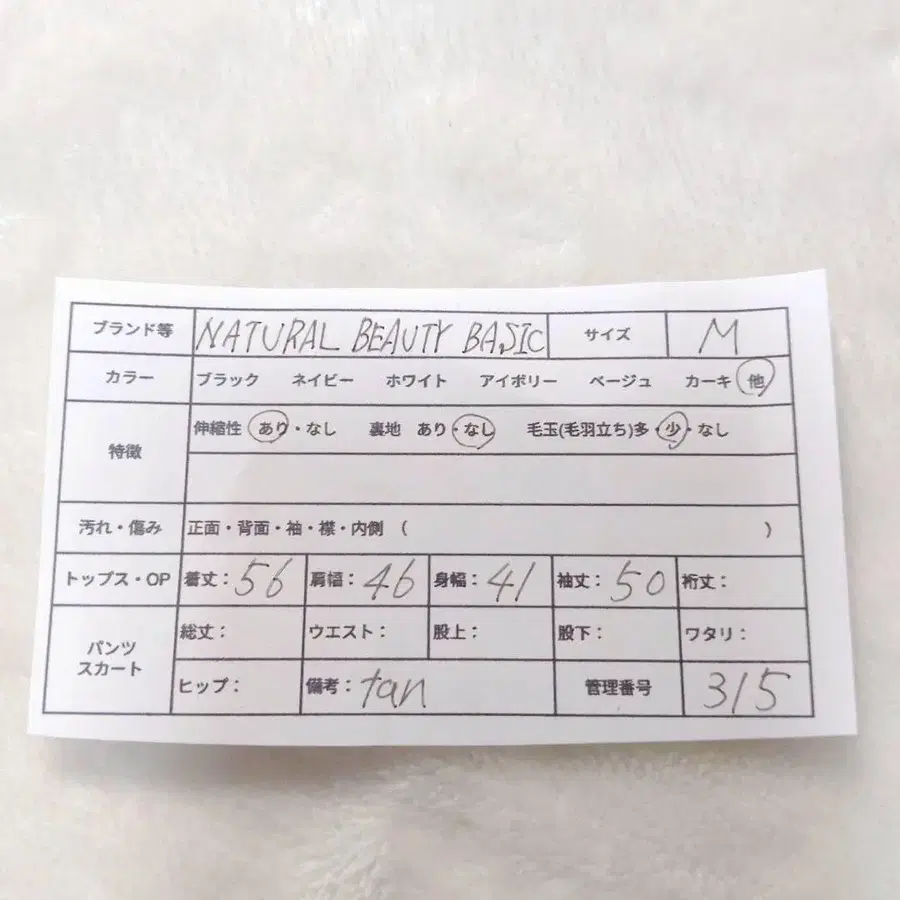 ブランド等 NATURAL BEAUTY BASIC サイズ M
カラー ブラック ネイビー ホワイト アイボリー ベージュ カーキ 他
特徴 伸縮性 あり・なし 裏地 あり・なし 毛玉(毛羽立ち)多・少・なし
汚れ・傷み 正面・背面・袖・襟・内側 ( )
トップス・OP 着丈：56 肩幅：46 身幅：41 袖丈：50 裄丈：
パンツ スカート 総丈： ウエスト： 股上： 股下： ワタリ：
ヒップ： 備考：tan 管理番号 315